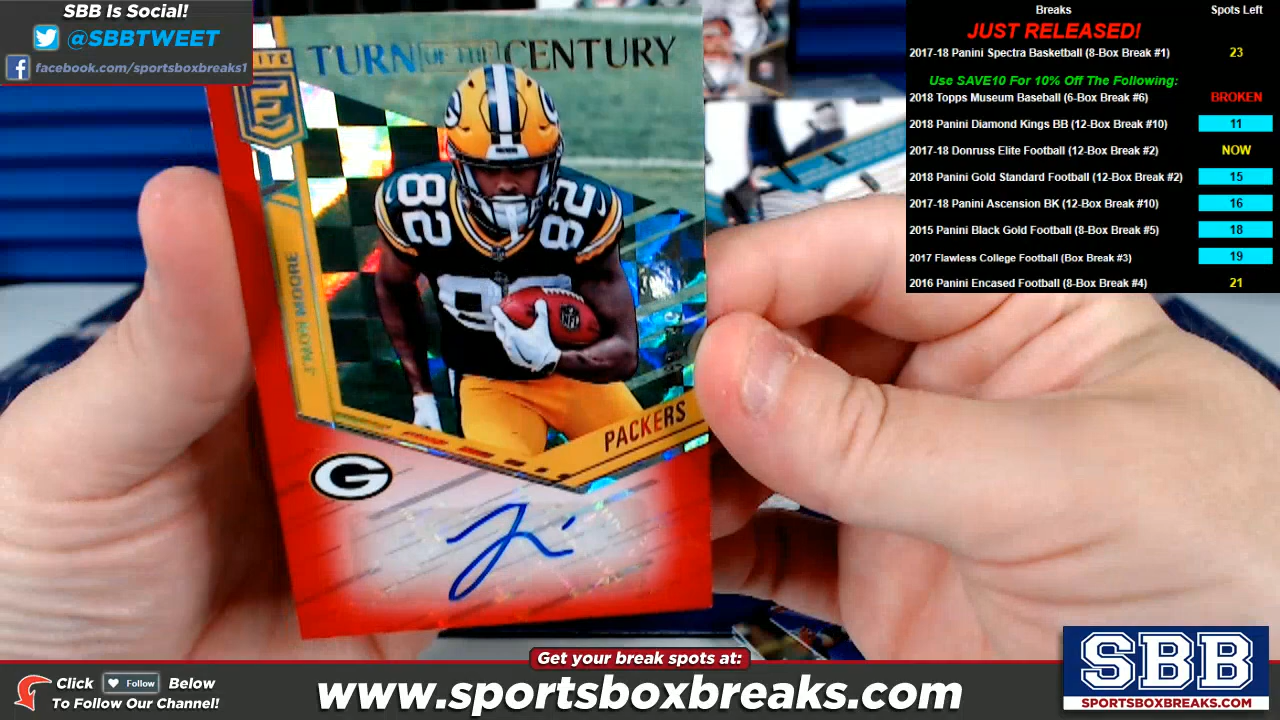 SBB Is Social!
@SBBTWEET
facebook.com/sportsboxbreaks1
Breaks Spots Left
JUST RELEASED!
2017-18 Panini Spectra Basketball (8-Box Break #1) 23
Use SAVE10 For 10% Off The Following:
2018 Topps Museum Baseball (6-Box Break #6) BROKEN
2018 Panini Diamond Kings BB (12-Box Break #10) 11
2017-18 Donruss Elite Football (12-Box Break #2) NOW
2018 Panini Gold Standard Football (12-Box Break #2) 15
2017-18 Panini Ascension BK (12-Box Break #10) 16
2015 Panini Black Gold Football (8-Box Break #5) 18
2017 Flawless College Football (Box Break #3) 19
2016 Panini Encased Football (8-Box Break #4) 21
TURN OF THE CENTURY
E
82 82
82
NFL
J'MON MOORE
PACKERS
G
Get your break spots at:
Click Follow Below
To Follow Our Channel!
www.sportsboxbreaks.com
SBB
SPORTSBOXBREAKS.COM